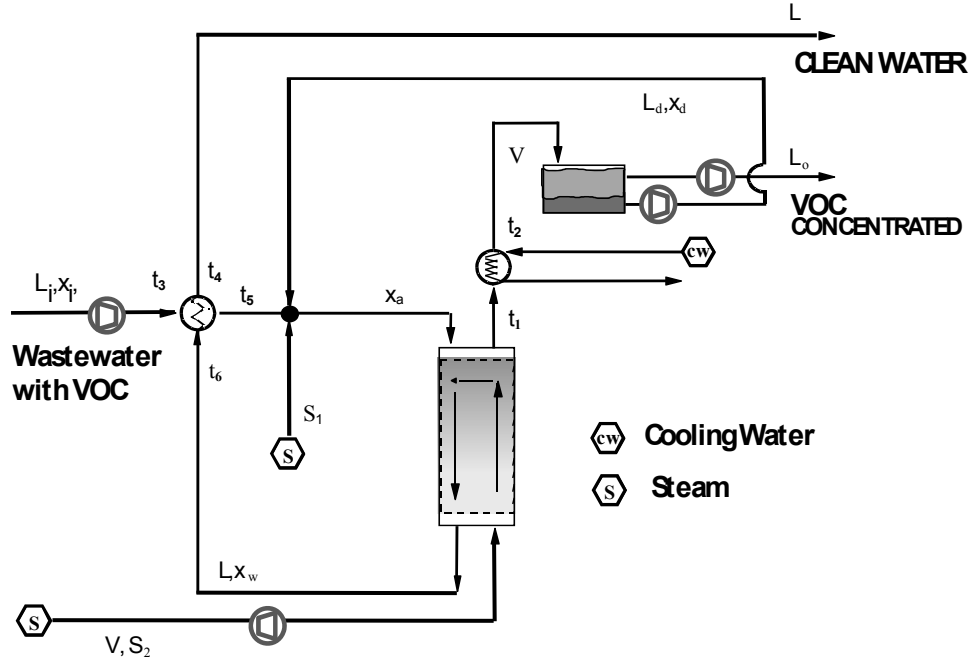 L
CLEAN WATER
L_d,x_d
V
L_o
VOC
CONCENTRATED
t_2
cw
L_i,x_i,
t_3
t_4
t_5
x_a
t_1
Wastewater
with VOC
t_6
S_1
S
cw Cooling Water
S Steam
L,x_w
S
V, S_2